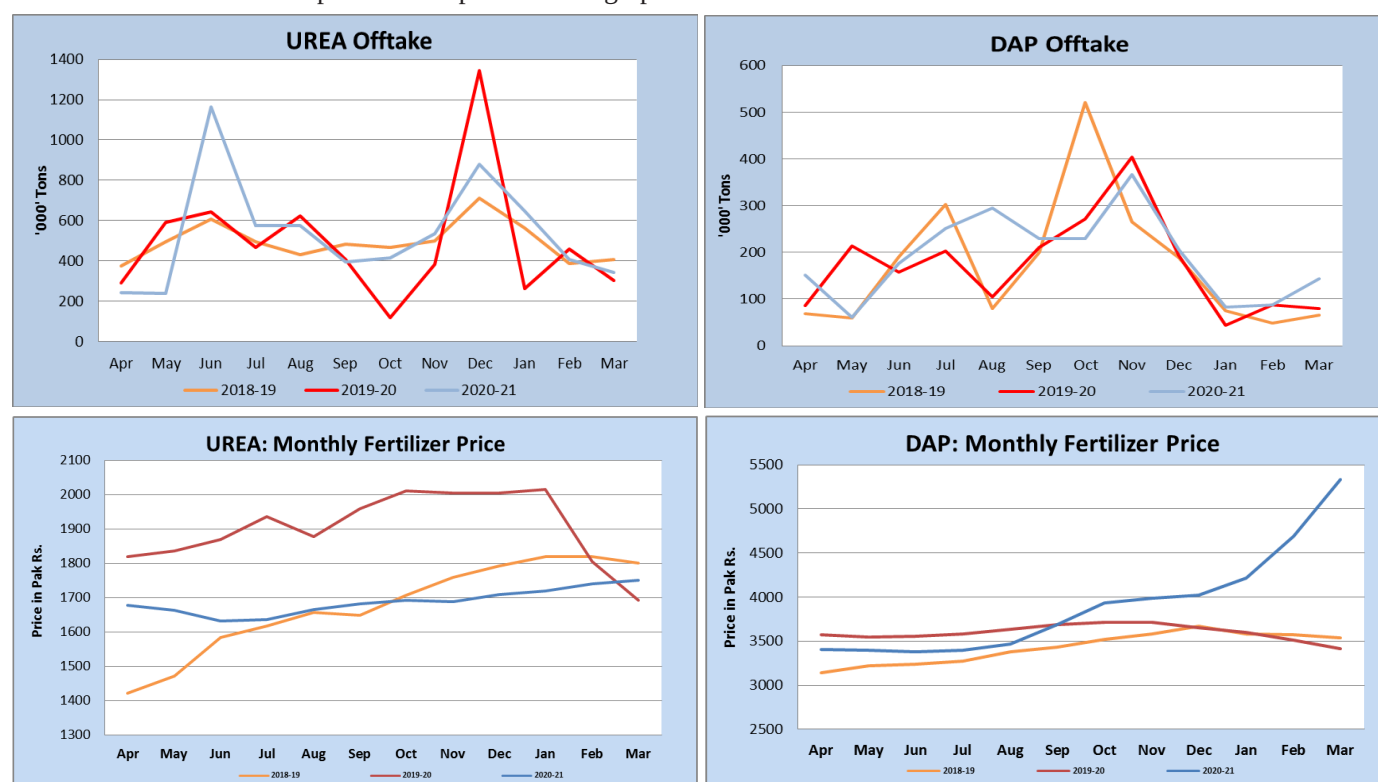 UREA Offtake
1400
1200
1000
800
600
400
200
0
'000' Tons
Apr May Jun Jul Aug Sep Oct Nov Dec Jan Feb Mar
2018-19 2019-20 2020-21
DAP Offtake
600
500
400
300
200
100
0
'000' Tons
Apr May Jun Jul Aug Sep Oct Nov Dec Jan Feb Mar
2018-19 2019-20 2020-21
UREA: Monthly Fertilizer Price
2100
2000
1900
1800
1700
1600
1500
1400
1300
Price in Pak Rs.
Apr May Jun Jul Aug Sep Oct Nov Dec Jan Feb Mar
2018-19 2019-20 2020-21
DAP: Monthly Fertilizer Price
5500
5000
4500
4000
3500
3000
2500
Price in Pak Rs.
Apr May Jun Jul Aug Sep Oct Nov Dec Jan Feb Mar
2018-19 2019-20 2020-21